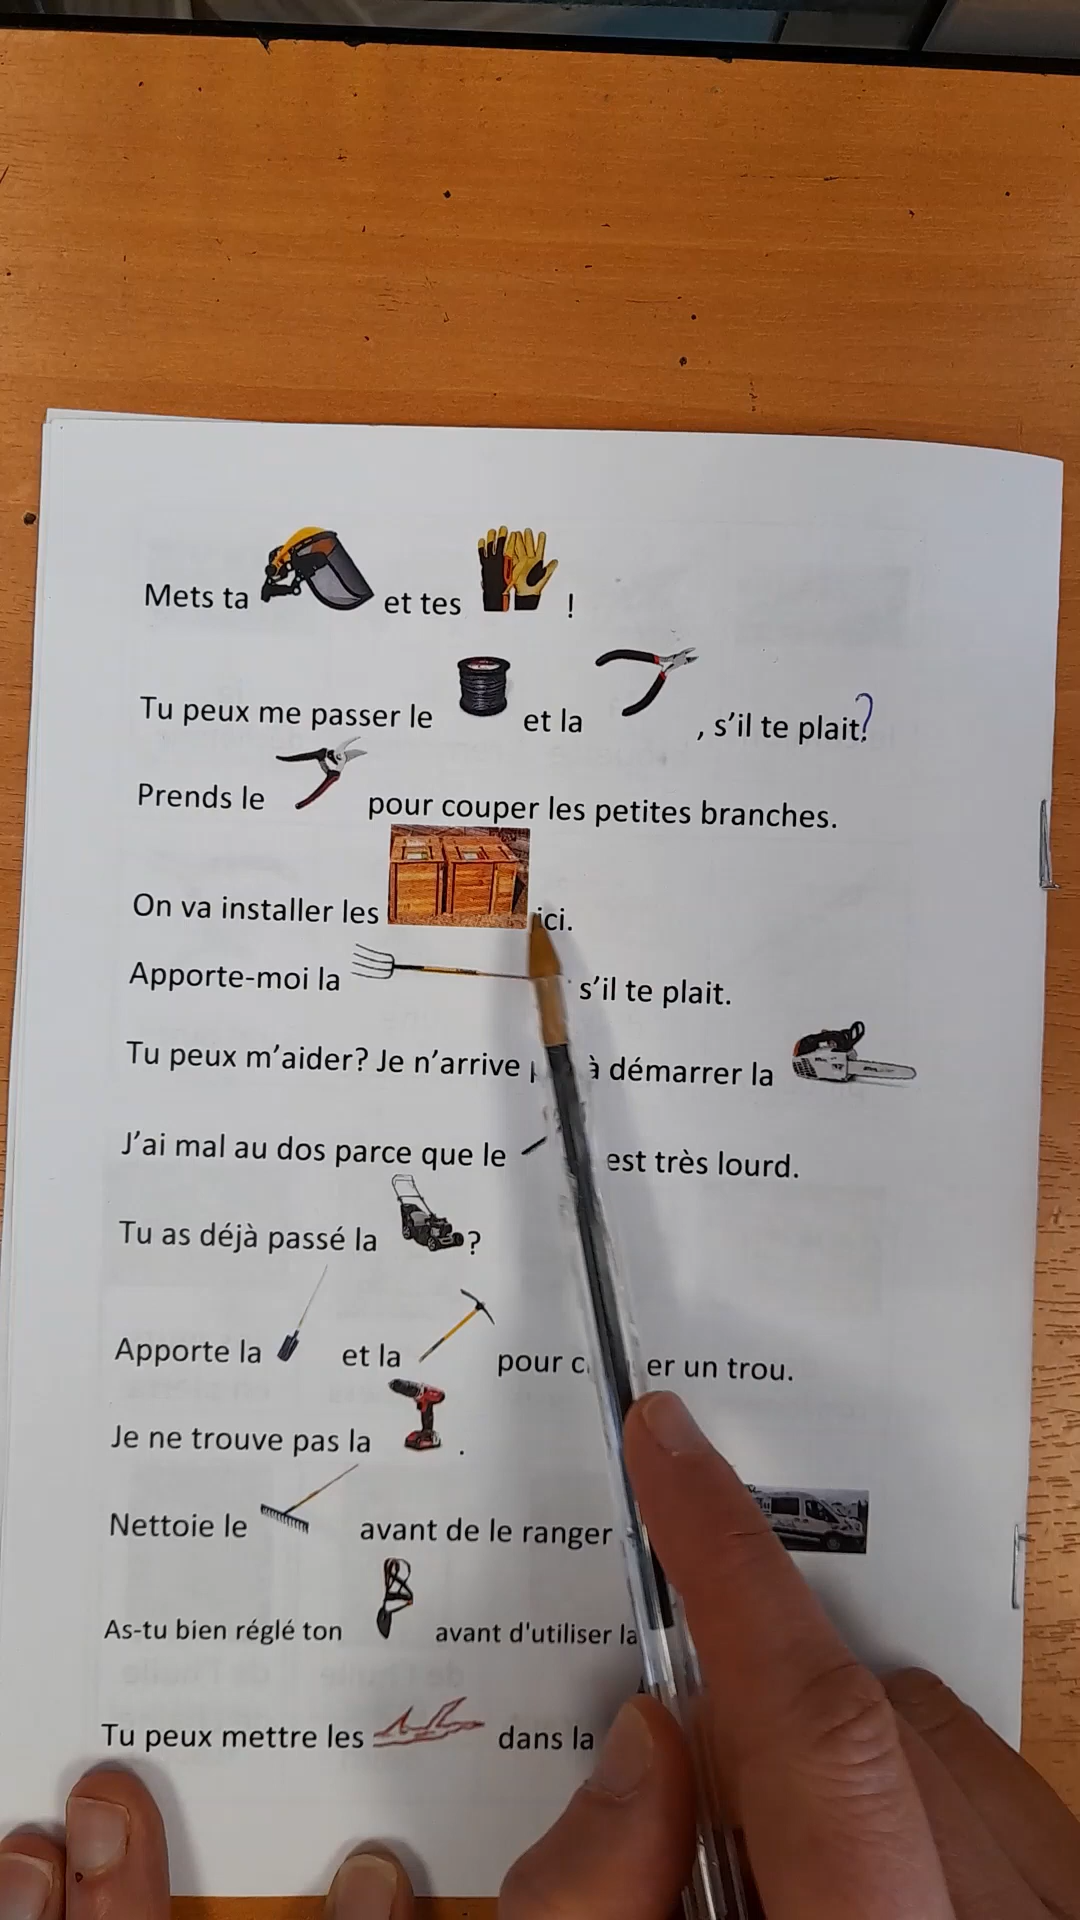 Mets ta et tes !
Tu peux me passer le et la , s'il te plait?
Prends le pour couper les petites branches.
On va installer les ici.
Apporte-moi la s'il te plait.
Tu peux m'aider? Je n'arrive à démarrer la
J'ai mal au dos parce que le est très lourd.
Tu as déjà passé la ?
Apporte la et la pour un trou.
Je ne trouve pas la .
Nettoie le avant de le ranger
As-tu bien réglé ton avant d'utiliser la
Tu peux mettre les dans la